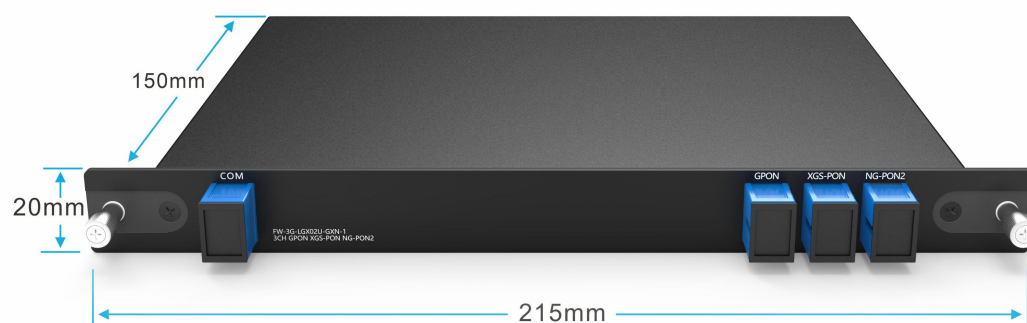 150mm
20mm
COM
GPON XGS-PON NG-PON2
FW-3G-LGX02U-GXN-1
3CH GPON XGS-PON NG-PON2
215mm